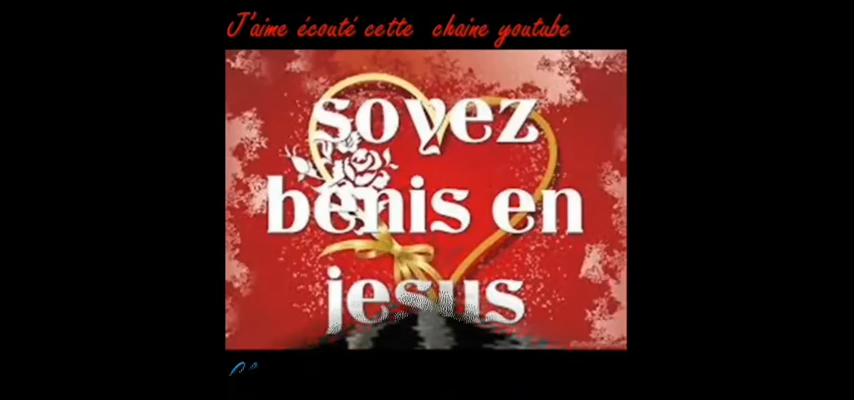 J'aime écouté cette chaine youtube
soyez
benis en
jesus